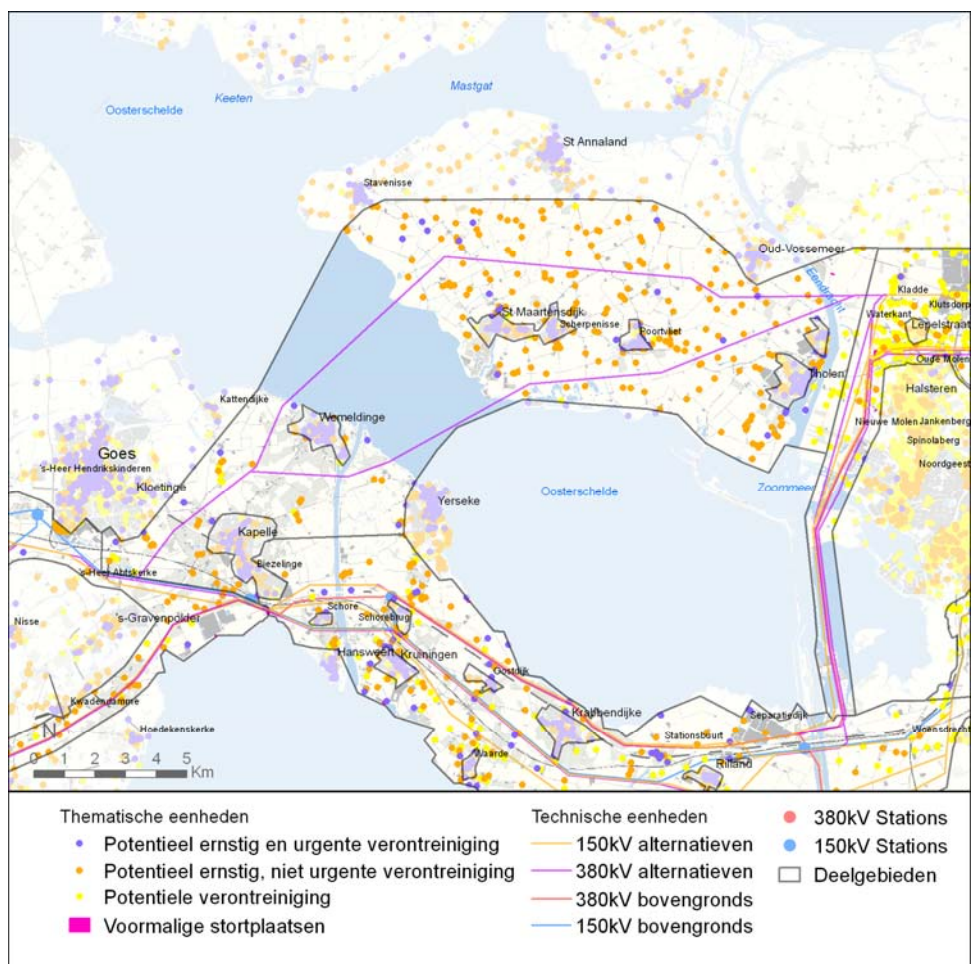 Keeten
Mastgat
Oosterschelde
St Annaland
Stavenisse
Oud-Vossemeer
Eendracht
Kladde
Klutsdorp
Waterkant
Lepelstraat
St Maartensdijk
Scherpenisse
Poortvliet
Oude Molen
Tholen
Halsteren
Kattendijke
Wemeldinge
Nieuwe Molen
Jankenberg
Spinolaberg
Goes
's-Heer Hendrikskinderen
Noordgeest
Kloetinge
Oosterschelde
Zoommeer
Yerseke
Kapelle
Biezelinge
's-Heer Abtskerke
Schore
's-Gravenpolder
Schorebrug
Nisse
Hansweert
Kruiningen
Oostdijk
Kwadendamme
Krabbendijke
Separatiedijk
N
Hoedekenskerke
Stationsbuurt
Woensdrecht
Waarde
Rilland
0 1 2 3 4 5
Km
Thematische eenheden
Potentieel ernstig en urgente verontreiniging
Potentieel ernstig, niet urgente verontreiniging
Potentiele verontreiniging
Voormalige stortplaatsen
Technische eenheden
150kV alternatieven
380kV alternatieven
380kV bovengronds
150kV bovengronds
380kV Stations
150kV Stations
Deelgebieden